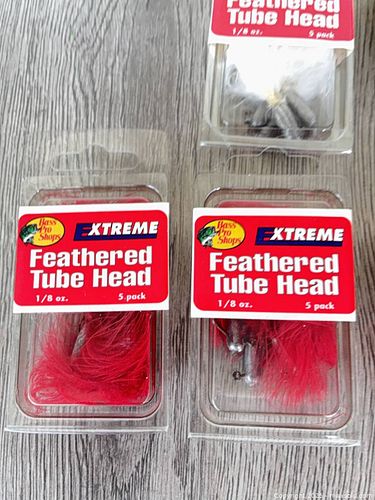 Feathered
Tube Head
1/8 oz. 5 pack
Bass
Pro Shops
EXTREME
Feathered
Tube Head
1/8 oz. 5 pack
Bass
Pro Shops
EXTREME
Feathered
Tube Head
1/8 oz. 5 pack